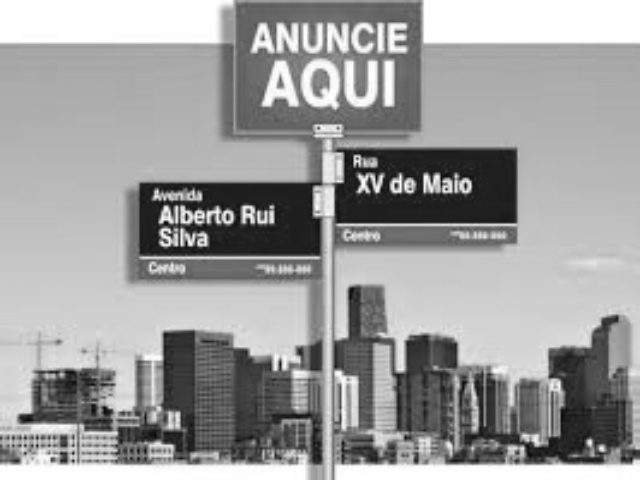 ANUNCIE
AQUI
Rua
XV de Maio
Centro
Avenida
Alberto Rui
Silva
Centro